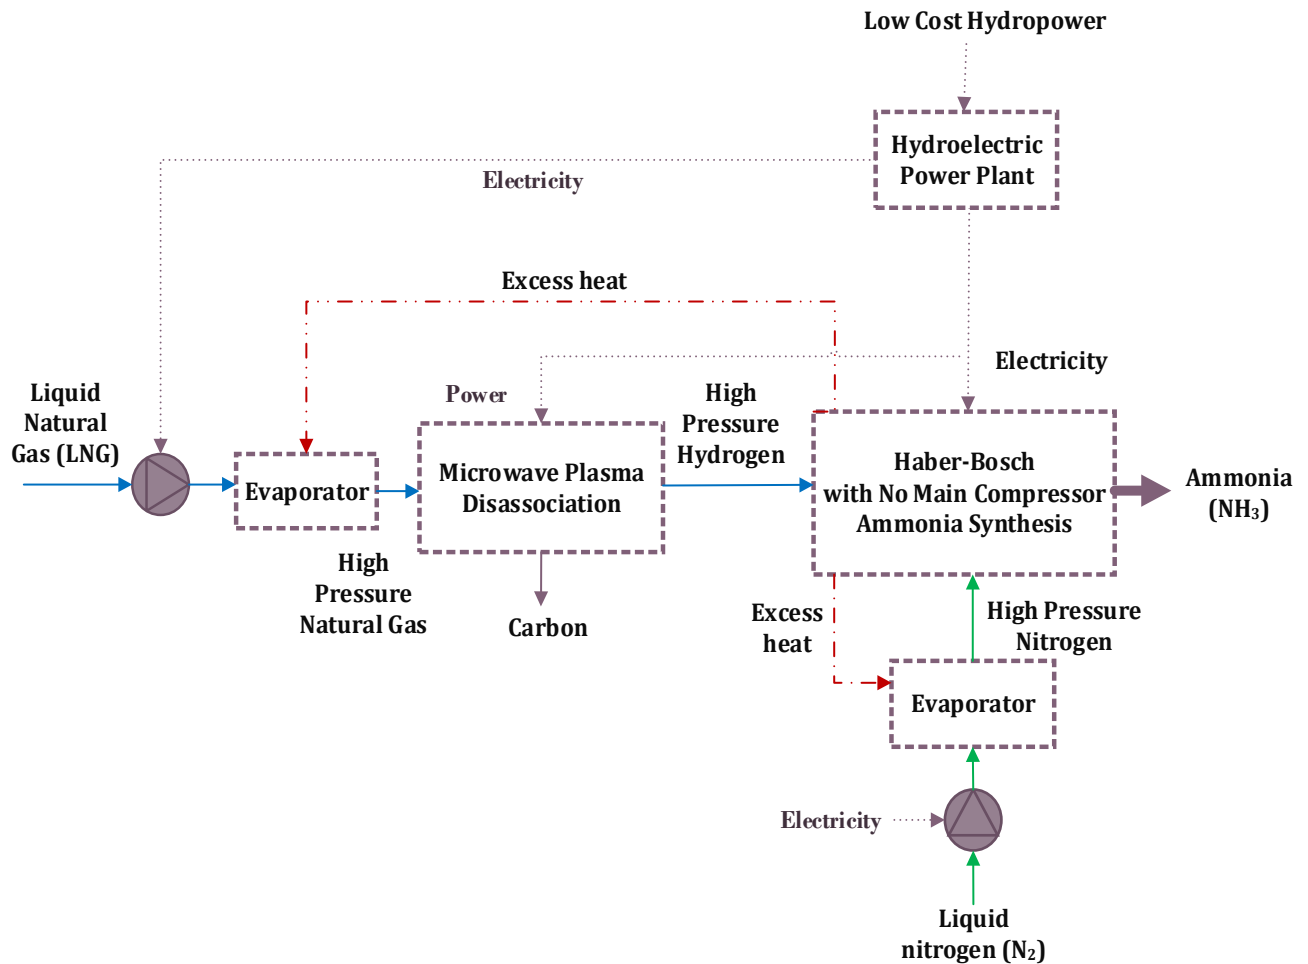 Low Cost Hydropower
Hydroelectric
Power Plant
Electricity
Excess heat
Electricity
Liquid
Natural
Gas (LNG)
Power
High
Pressure
Hydrogen
Evaporator
Microwave Plasma
Disassociation
Haber-Bosch
with No Main Compressor
Ammonia Synthesis
Ammonia
(NH₃)
High
Pressure
Natural Gas
Carbon
Excess
heat
High Pressure
Nitrogen
Evaporator
Electricity
Liquid
nitrogen (N₂)